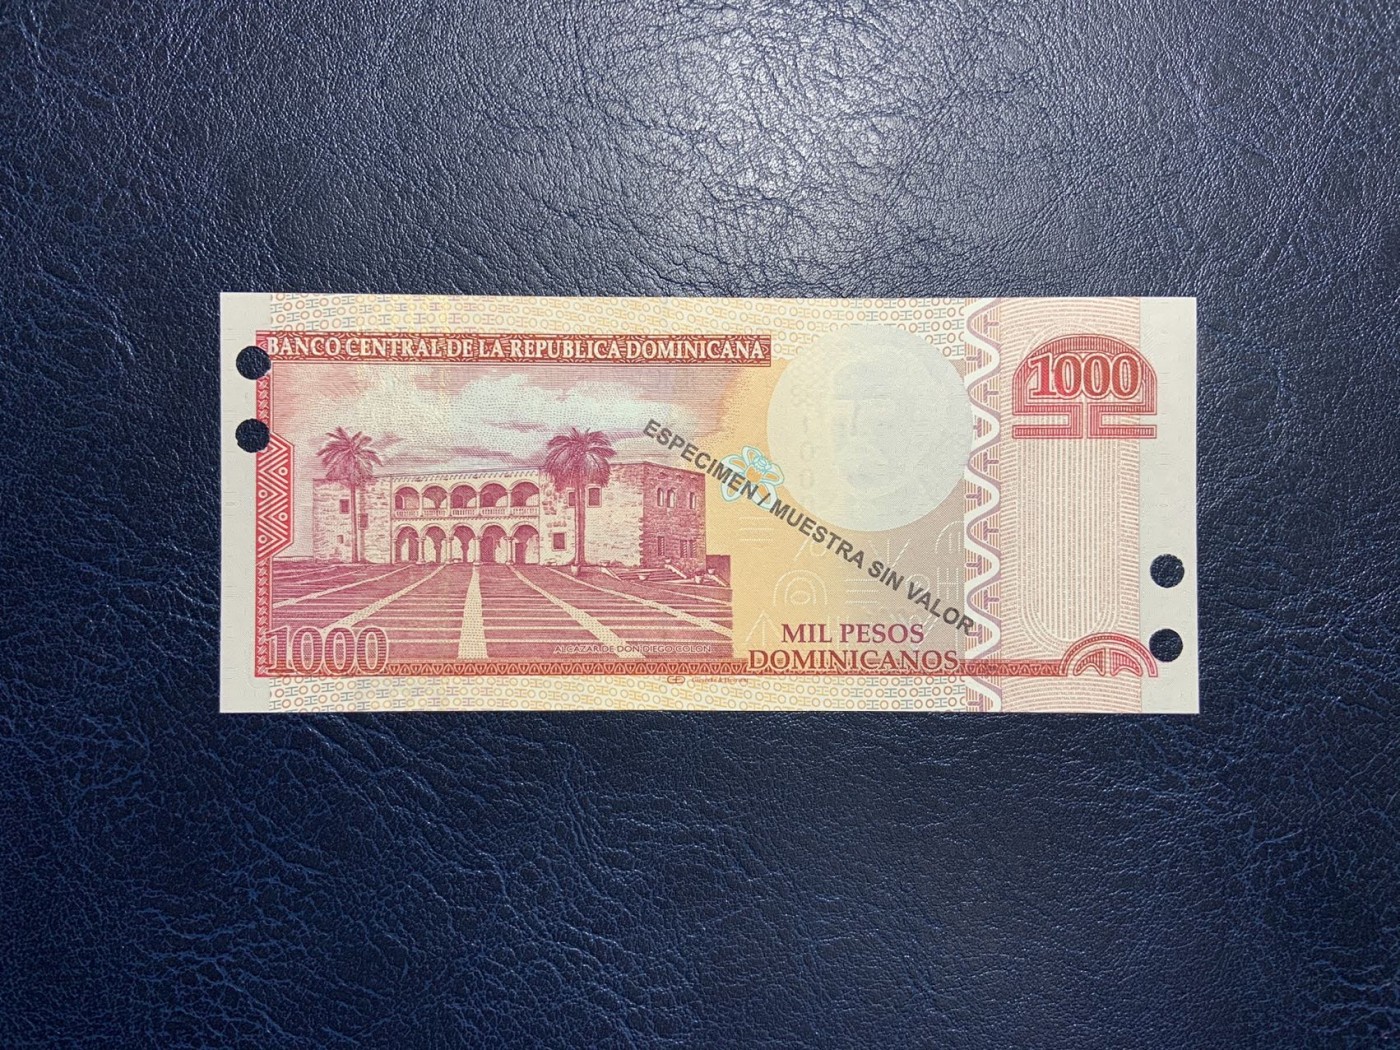 BANCO CENTRAL DE LA REPUBLICA DOMINICANA
1000
ESPECIMEN / MUESTRA SIN VALOR
1000
ALCAZAR DE DON DIEGO COLON
MIL PESOS
DOMINICANOS